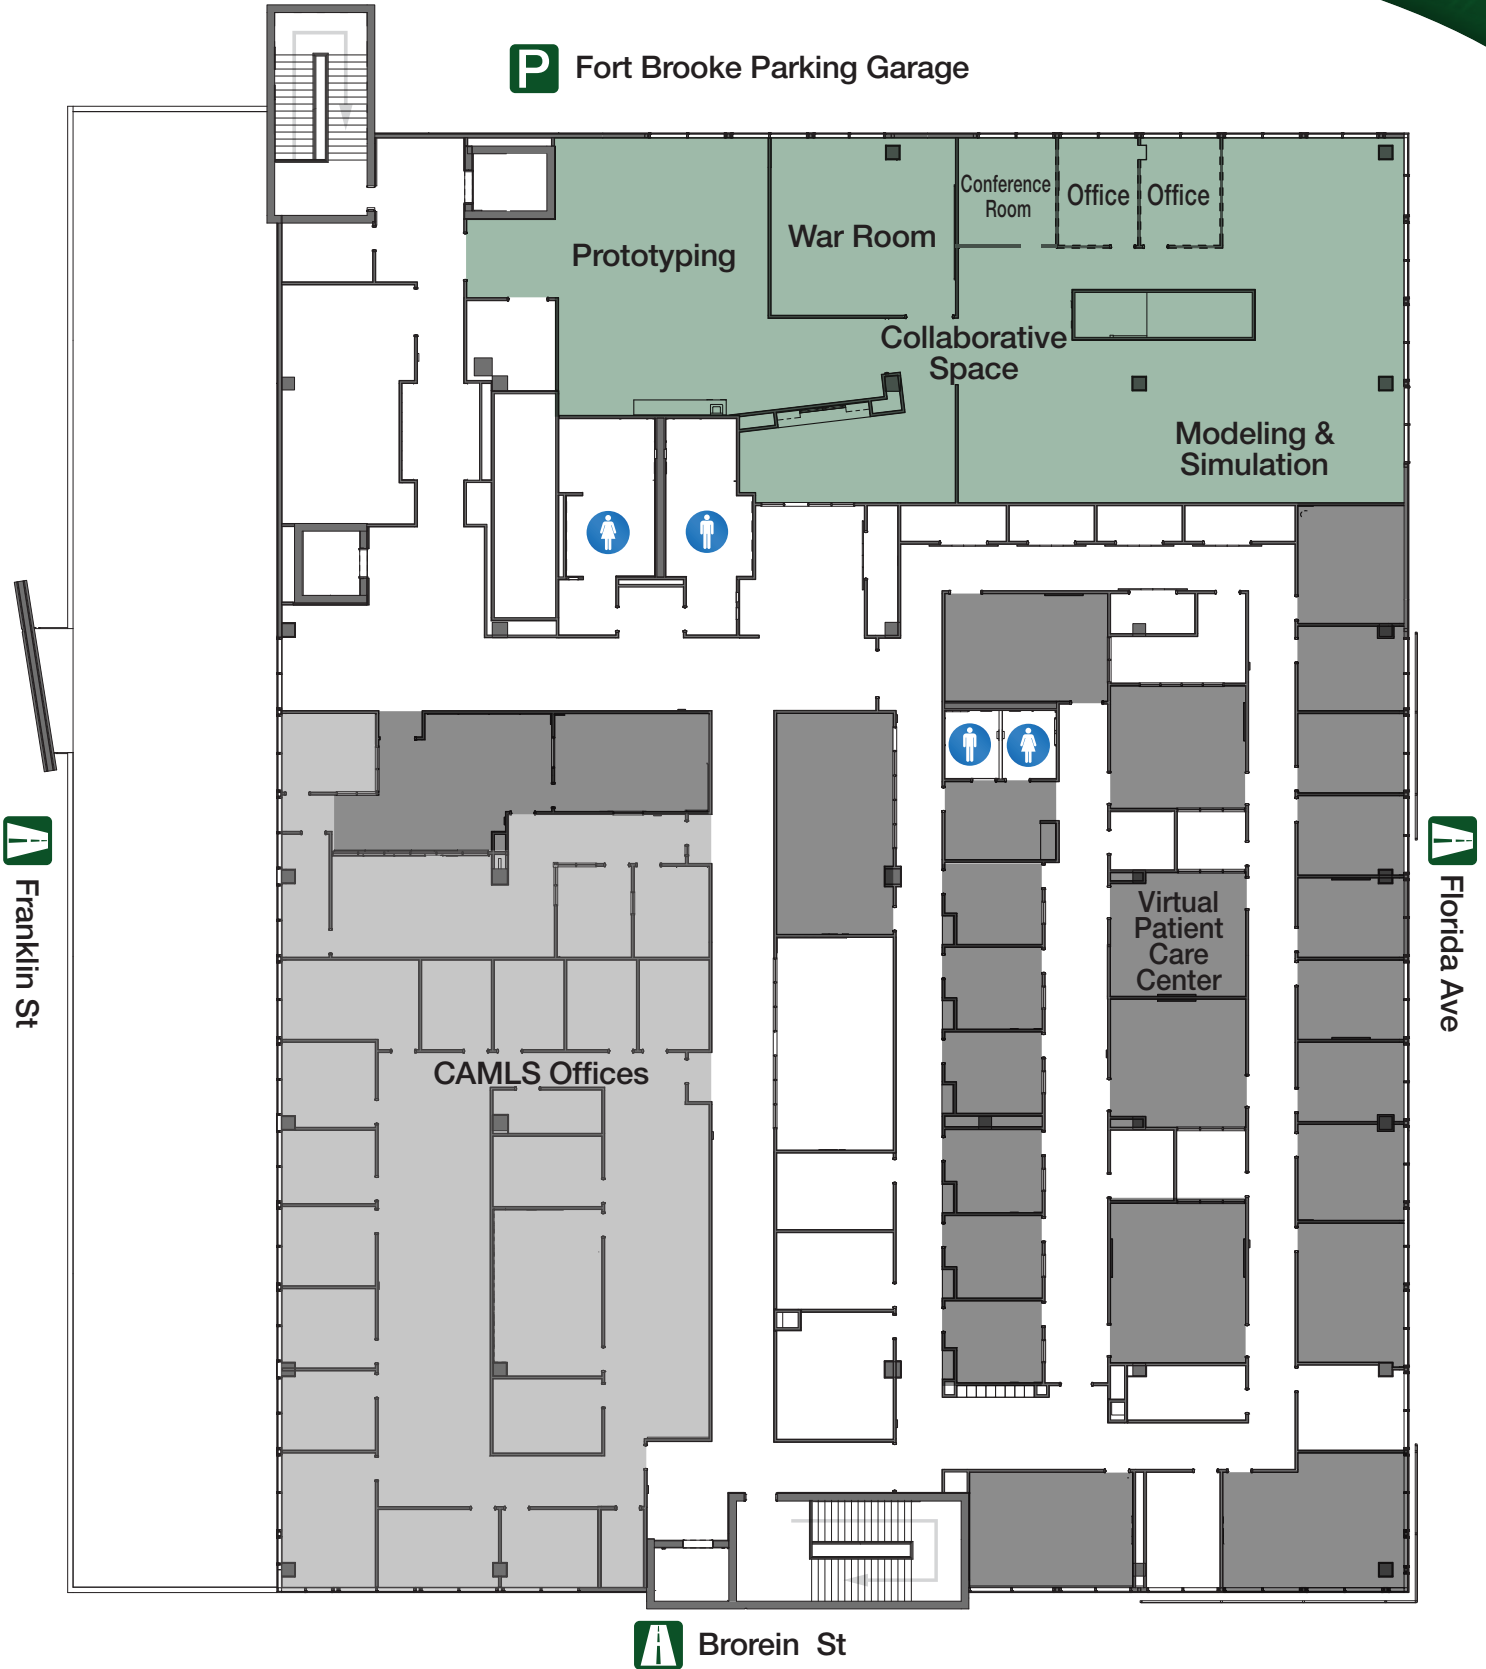 P Fort Brooke Parking Garage
Conference
Room
Office
Office
War Room
Prototyping
Collaborative
Space
Modeling &
Simulation
Virtual
Patient
Care
Center
Franklin St
Florida Ave
CAMLS Offices
Brorein St